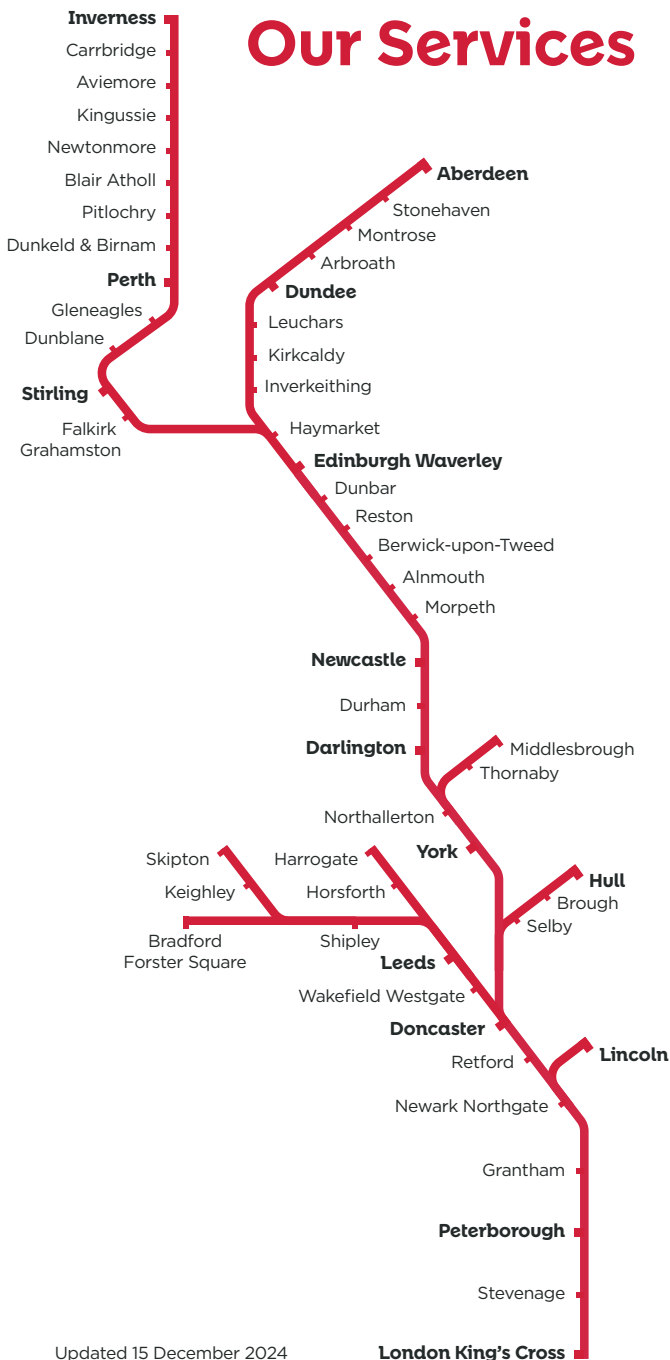 Our Services
Inverness
Carrbridge
Aviemore
Kingussie
Newtonmore
Blair Atholl
Pitlochry
Dunkeld & Birnam
Perth
Gleneagles
Dunblane
Stirling
Falkirk
Grahamston
Aberdeen
Stonehaven
Montrose
Arbroath
Dundee
Leuchars
Kirkcaldy
Inverkeithing
Haymarket
Edinburgh Waverley
Dunbar
Reston
Berwick-upon-Tweed
Alnmouth
Morpeth
Newcastle
Durham
Darlington
Middlesbrough
Thornaby
Northallerton
York
Skipton
Keighley
Bradford
Forster Square
Shipley
Harrogate
Horsforth
Leeds
Wakefield Westgate
Hull
Brough
Selby
Doncaster
Retford
Lincoln
Newark Northgate
Grantham
Peterborough
Stevenage
London King's Cross
Updated 15 December 2024